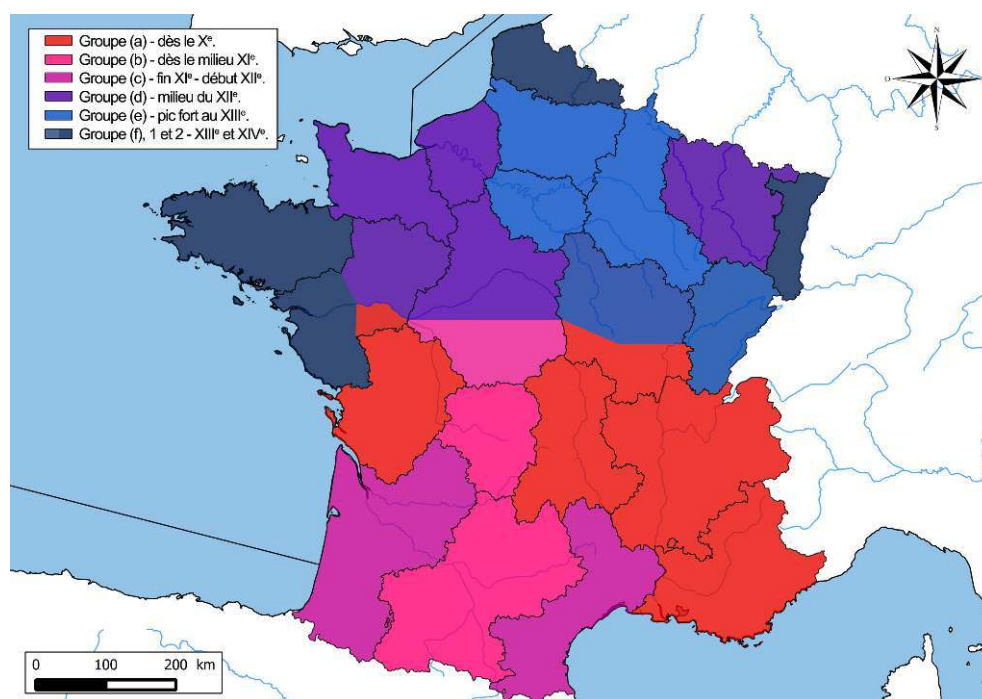 Groupe (a) - dès le Xᵉ.
Groupe (b) - dès le milieu XIᵉ.
Groupe (c) - fin XIᵉ - début XIIᵉ.
Groupe (d) - milieu du XIIᵉ.
Groupe (e) - pic fort au XIIIᵉ.
Groupe (f), 1 et 2 - XIIIᵉ et XIVᵉ.
N
O E
S
0 100 200 km